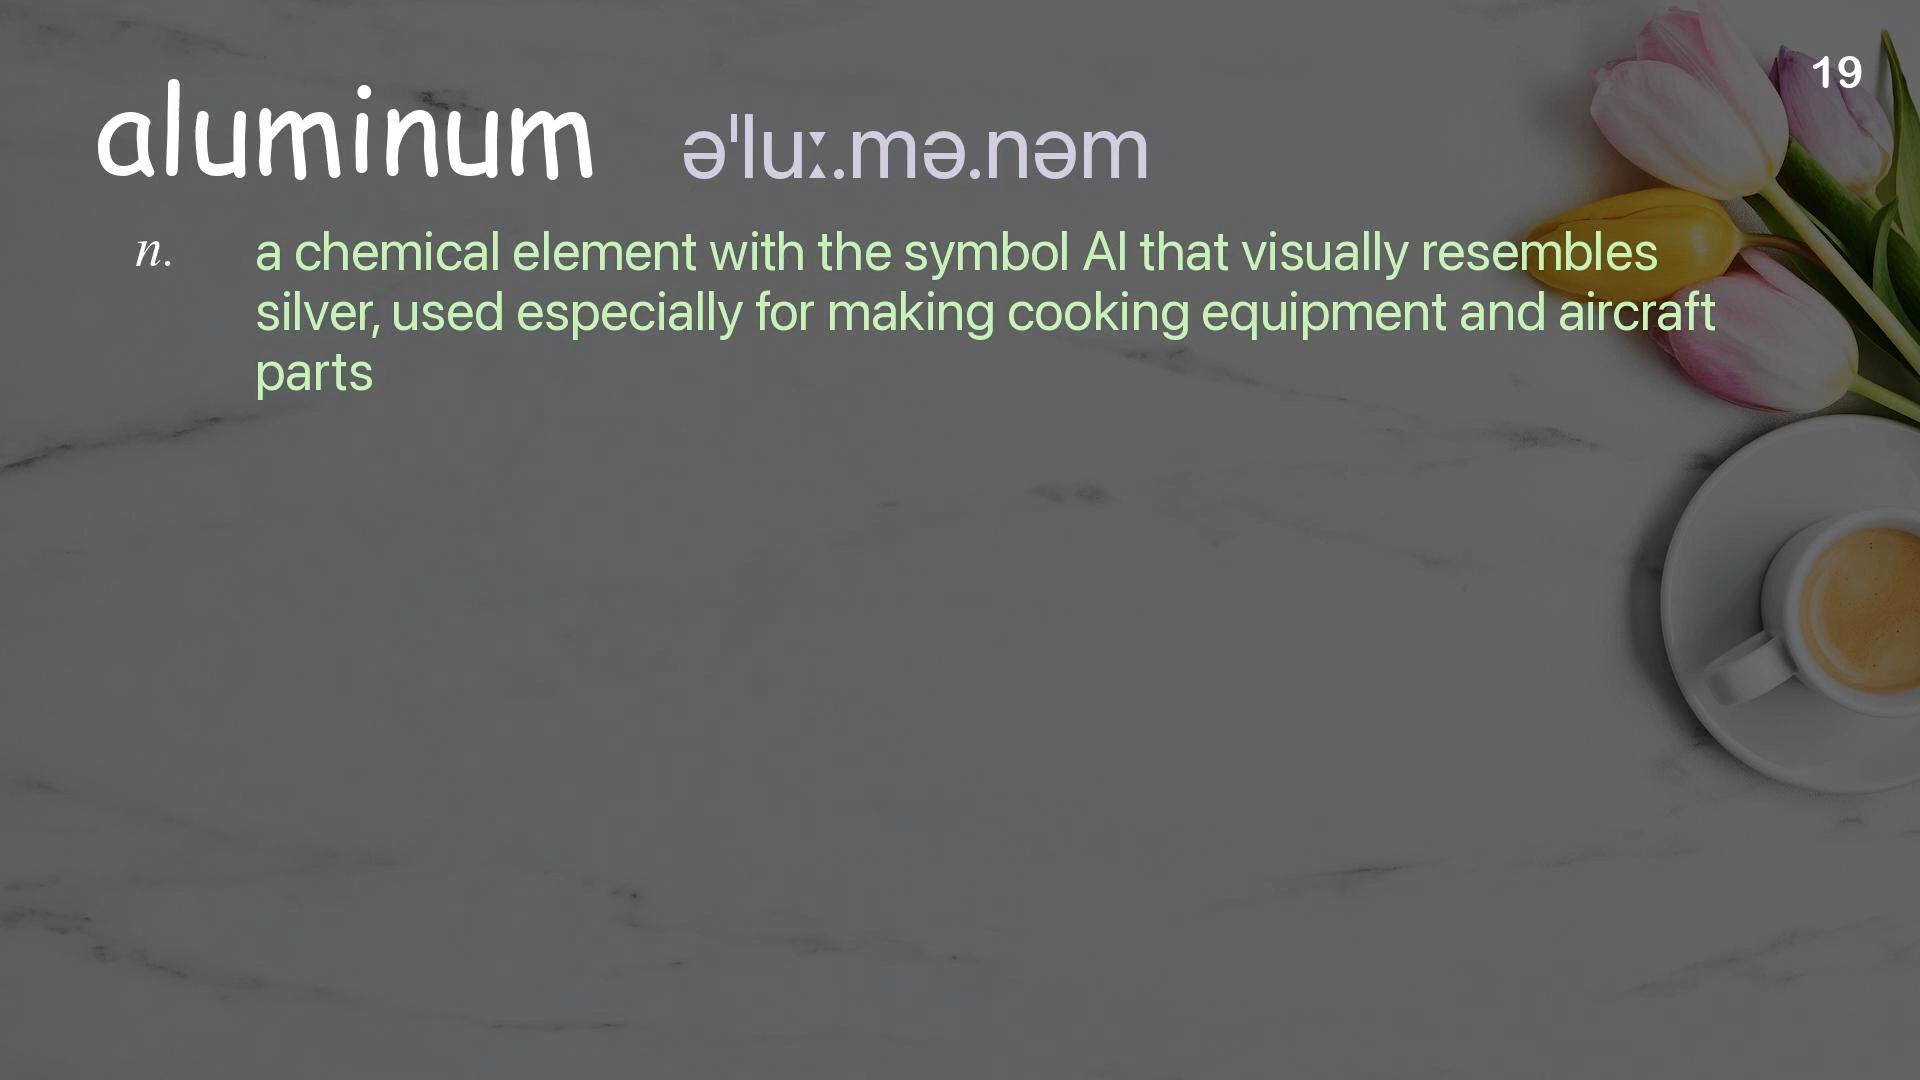 19
aluminum əˈluː.mə.nəm
n. a chemical element with the symbol Al that visually resembles
silver, used especially for making cooking equipment and aircraft
parts